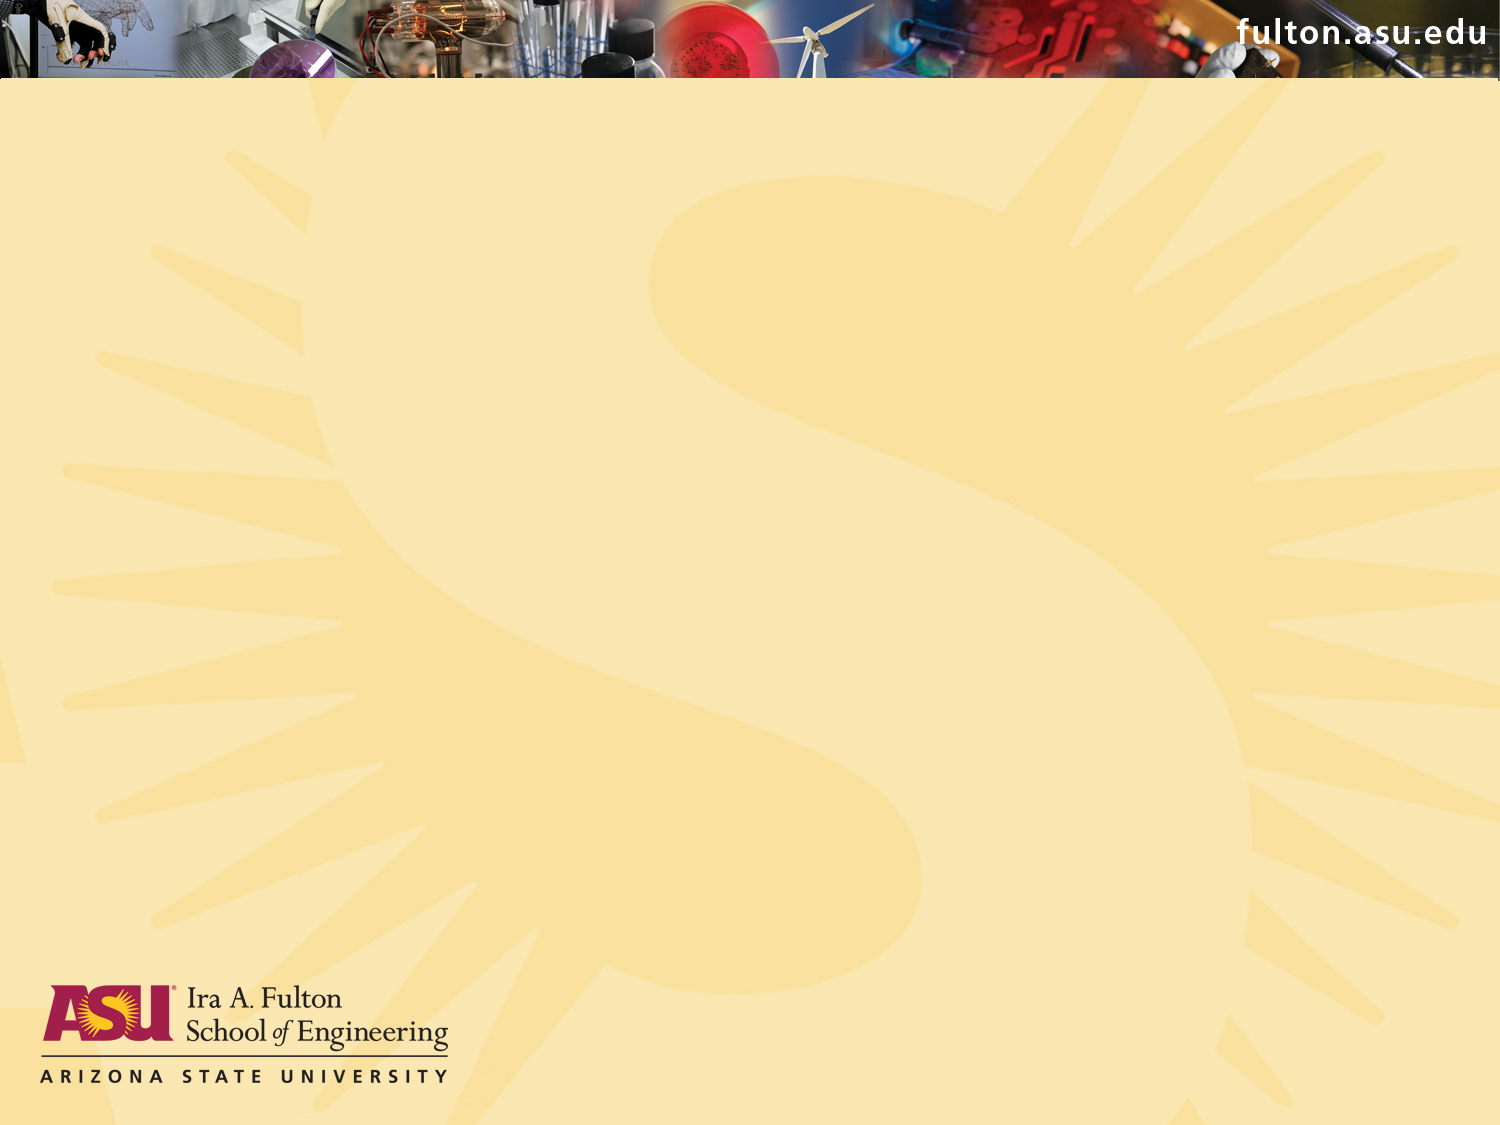 fulton.asu.edu
ASU® Ira A. Fulton
School of Engineering
ARIZONA STATE UNIVERSITY